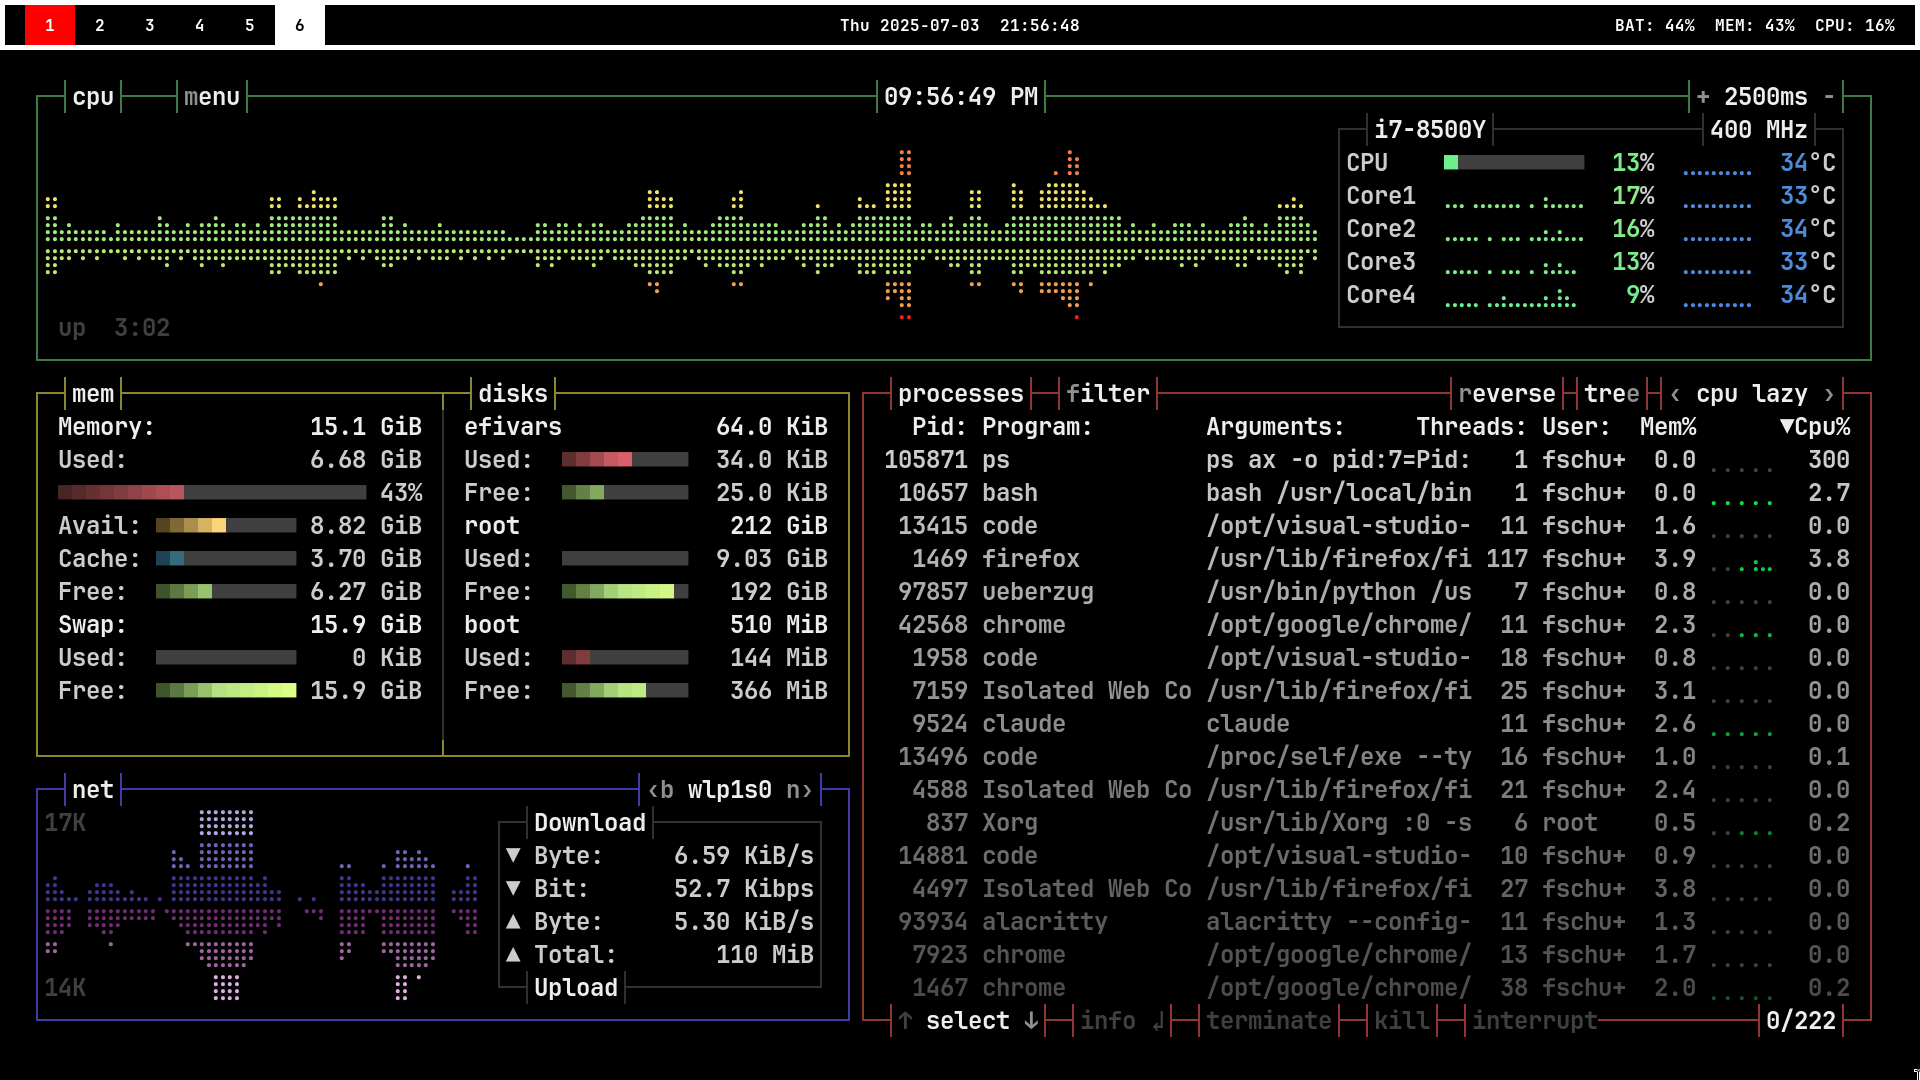 1 2 3 4 5 6 Thu 2025-07-03 21:56:48 BAT: 44% MEM: 43% CPU: 16%
cpu menu 09:56:49 PM + 2500ms -
i7-8500Y 400 MHz
CPU 13% 34°C
Core1 17% 33°C
Core2 16% 34°C
Core3 13% 33°C
Core4 9% 34°C
up 3:02
mem disks
Memory: 15.1 GiB efivars 64.0 KiB
Used: 6.68 GiB Used: 34.0 KiB
43% Free: 25.0 KiB
Avail: 8.82 GiB root 212 GiB
Cache: 3.70 GiB Used: 9.03 GiB
Free: 6.27 GiB Free: 192 GiB
Swap: 15.9 GiB boot 510 MiB
Used: 0 KiB Used: 144 MiB
Free: 15.9 GiB Free: 366 MiB
net ‹b wlp1s0 n›
17K
Download
▼ Byte: 6.59 KiB/s
▼ Bit: 52.7 Kibps
▲ Byte: 5.30 KiB/s
▲ Total: 110 MiB
Upload
14K
processes filter reverse tree ‹ cpu lazy ›
Pid: Program: Arguments: Threads: User: Mem% ▼Cpu%
105871 ps ps ax -o pid:7=Pid: 1 fschu+ 0.0 300
10657 bash bash /usr/local/bin 1 fschu+ 0.0 2.7
13415 code /opt/visual-studio- 11 fschu+ 1.6 0.0
1469 firefox /usr/lib/firefox/fi 117 fschu+ 3.9 3.8
97857 ueberzug /usr/bin/python /us 7 fschu+ 0.8 0.0
42568 chrome /opt/google/chrome/ 11 fschu+ 2.3 0.0
1958 code /opt/visual-studio- 18 fschu+ 0.8 0.0
7159 Isolated Web Co /usr/lib/firefox/fi 25 fschu+ 3.1 0.0
9524 claude claude 11 fschu+ 2.6 0.0
13496 code /proc/self/exe --ty 16 fschu+ 1.0 0.1
4588 Isolated Web Co /usr/lib/firefox/fi 21 fschu+ 2.4 0.0
837 Xorg /usr/lib/Xorg :0 -s 6 root 0.5 0.2
14881 code /opt/visual-studio- 10 fschu+ 0.9 0.0
4497 Isolated Web Co /usr/lib/firefox/fi 27 fschu+ 3.8 0.0
93934 alacritty alacritty --config- 11 fschu+ 1.3 0.0
7923 chrome /opt/google/chrome/ 13 fschu+ 1.7 0.0
1467 chrome /opt/google/chrome/ 38 fschu+ 2.0 0.2
↑ select ↓ info ↲ terminate kill interrupt 0/222